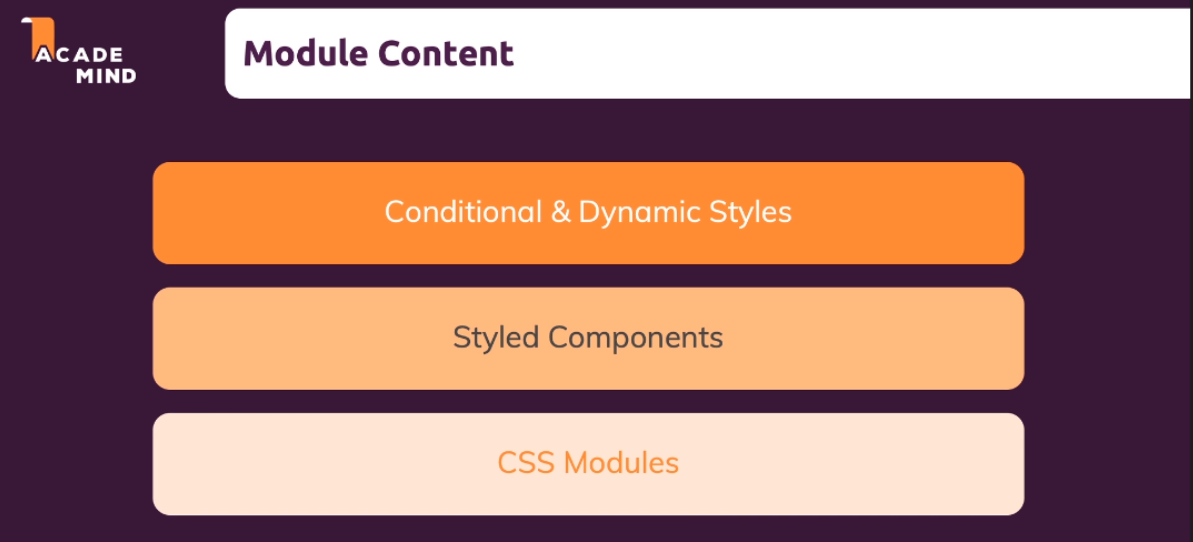 ACADE
MIND
Module Content
Conditional & Dynamic Styles
Styled Components
CSS Modules